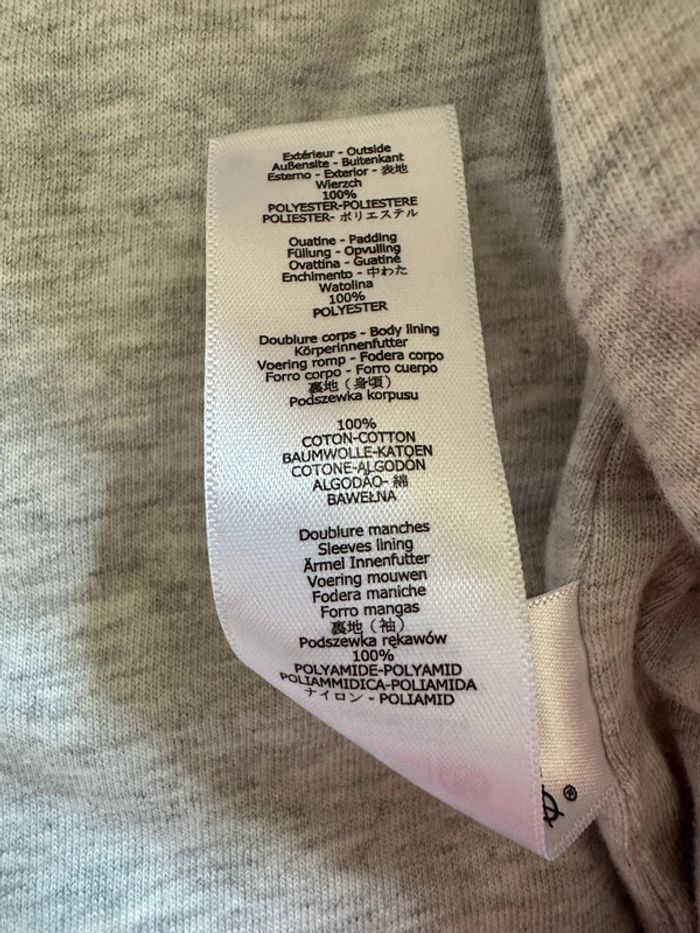 Extérieur - Outside
Außensite - Buitenkant
Esterno - Exterior - 表地
Wierzch
100%
POLYESTER-POLIESTERE
POLIESTER- ポリエステル
Ouatine - Padding
Füllung - Opvulling
Ovattina - Guatiné
Enchimento - 中わた
Watolina
100%
POLYESTER
Doublure corps - Body lining
Körperinnenfutter
Voering romp - Fodera corpo
Forro corpo - Forro cuerpo
裏地（身頃）
Podszewka korpusu
100%
COTON-COTTON
BAUMWOLLE-KATOEN
COTONE-ALGODÓN
ALGODÃO- 綿
BAWEŁNA
Doublure manches
Sleeves lining
Ärmel Innenfutter
Voering mouwen
Fodera maniche
Forro mangas
裏地（袖）
Podszewka rękawów
100%
POLYAMIDE-POLYAMID
POLIAMMIDICA-POLIAMIDA
ナイロン - POLIAMID
®